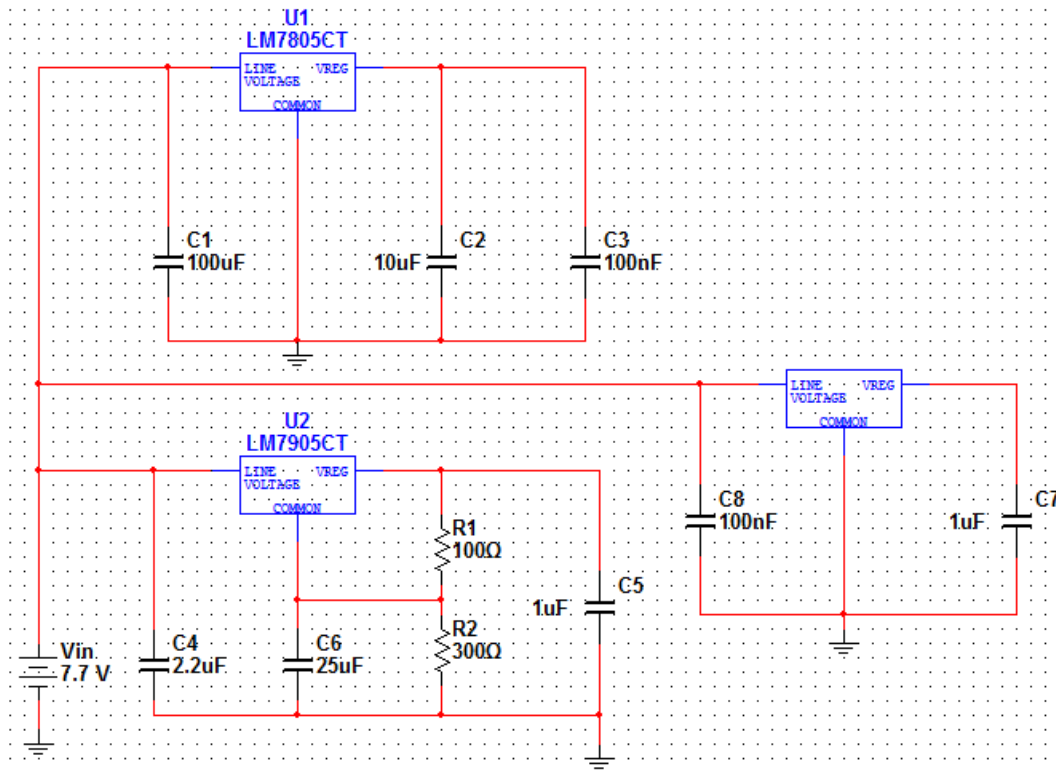 U1
LM7805CT
LINE VREG
VOLTAGE
COMMON
C1
100uF
C2
10uF
C3
100nF
LINE VREG
VOLTAGE
COMMON
U2
LM7905CT
LINE VREG
VOLTAGE
COMMON
C8
100nF
C7
1uF
R1
100Ω
C5
1uF
R2
300Ω
Vin
7.7 V
C4
2.2uF
C6
25uF